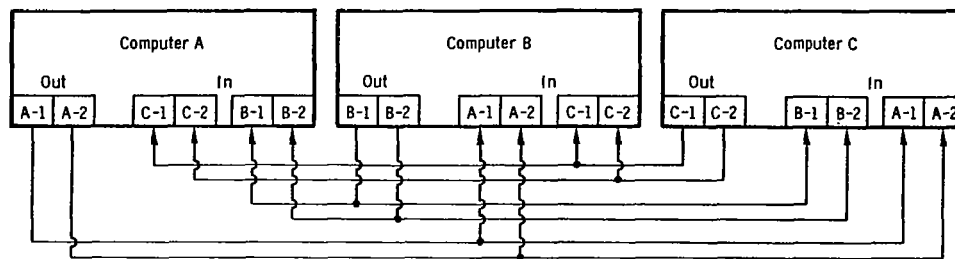 Computer A Computer B Computer C
Out In Out In Out In
A-1 A-2 C-1 C-2 B-1 B-2 B-1 B-2 A-1 A-2 C-1 C-2 C-1 C-2 B-1 B-2 A-1 A-2